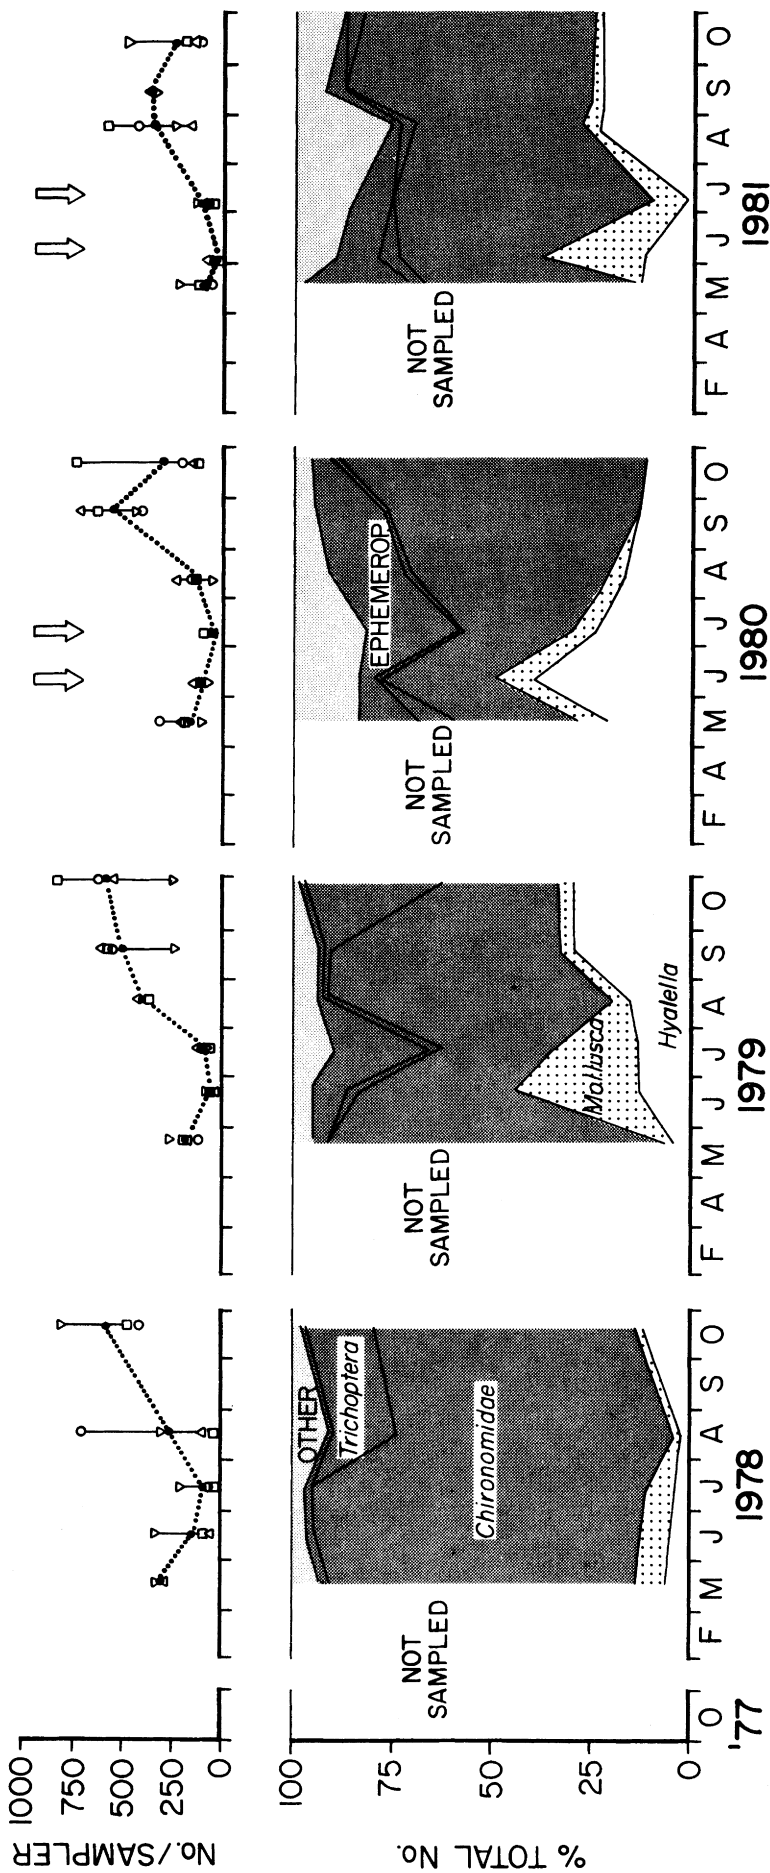 No./SAMPLER
1000
750
500
250
0
% TOTAL No.
100
75
50
25
0
NOT
SAMPLED
OTHER
Trichoptera
Chironomidae
NOT
SAMPLED
Mollusca
Hyalella
NOT
SAMPLED
EPHEMEROP.
NOT
SAMPLED
O F M J J A S O F A M J J A S O F A M J J A S O F A M J J A S O
'77 1978 1979 1980 1981